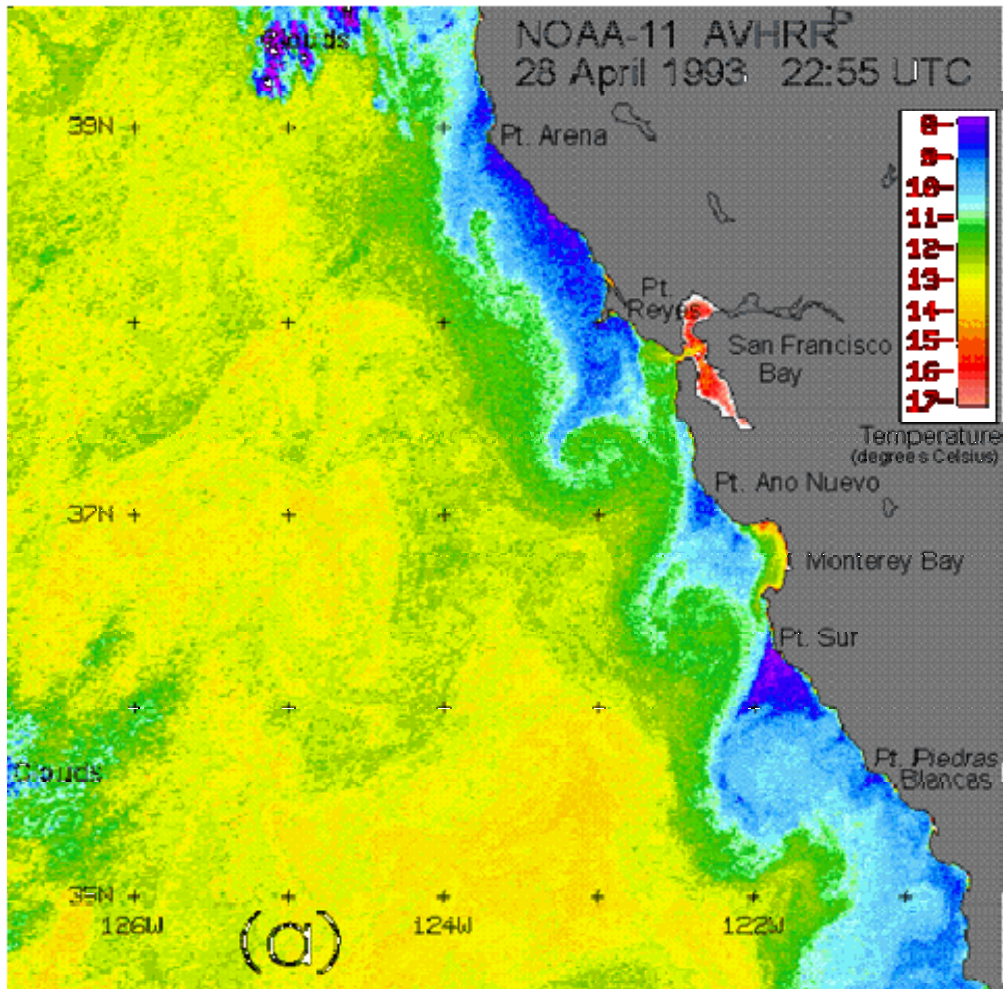 Clouds
NOAA-11 AVHRR
28 April 1993 22:55 UTC
39N
Pt. Arena
8
9
10
11
12
13
14
15
16
17
Pt.
Reyes
San Francisco
Bay
Temperature
(degrees Celsius)
Pt. Ano Nuevo
37N
Monterey Bay
Pt. Sur
Clouds
Pt. Piedras
Blancas
35N
126W
124W
122W
(a)